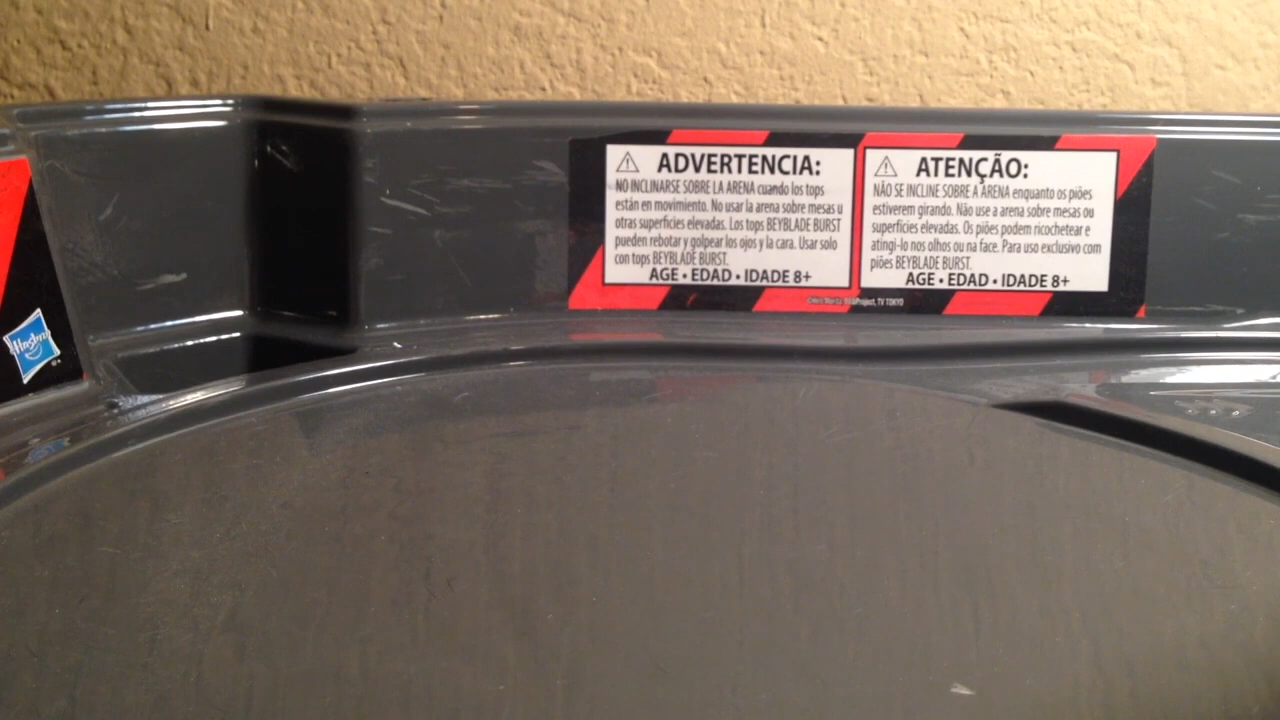 ADVERTENCIA:
NO INCLINARSE SOBRE LA ARENA cuando los tops
están en movimiento. No usar la arena sobre mesas u
otras superficies elevadas. Los tops BEYBLADE BURST
pueden rebotar y golpear los ojos y la cara. Usar solo
con tops BEYBLADE BURST.
AGE • EDAD • IDADE 8+
ATENÇÃO:
NÃO SE INCLINE SOBRE A ARENA enquanto os piões
estiverem girando. Não use a arena sobre mesas ou
superfícies elevadas. Os piões podem ricochetear e
atingi-lo nos olhos ou na face. Para uso exclusivo com
piões BEYBLADE BURST.
AGE • EDAD • IDADE 8+
Project, TV TOKYO
Hasbro